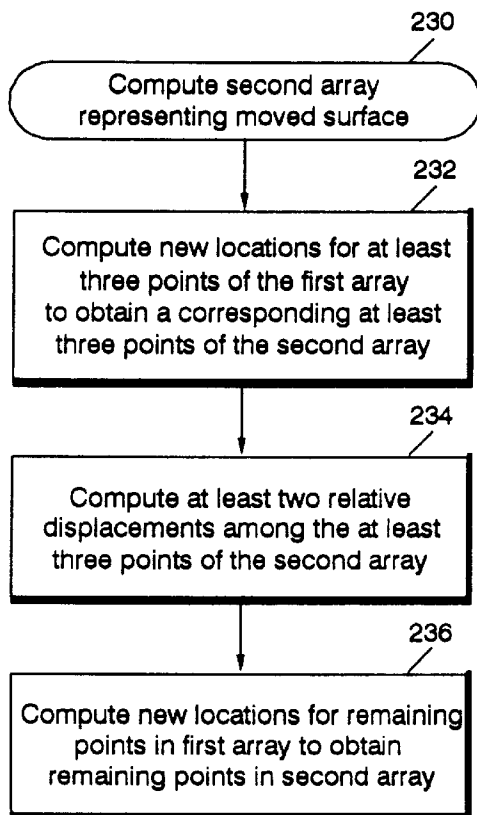 230
Compute second array
representing moved surface
232
Compute new locations for at least
three points of the first array
to obtain a corresponding at least
three points of the second array
234
Compute at least two relative
displacements among the at least
three points of the second array
236
Compute new locations for remaining
points in first array to obtain
remaining points in second array